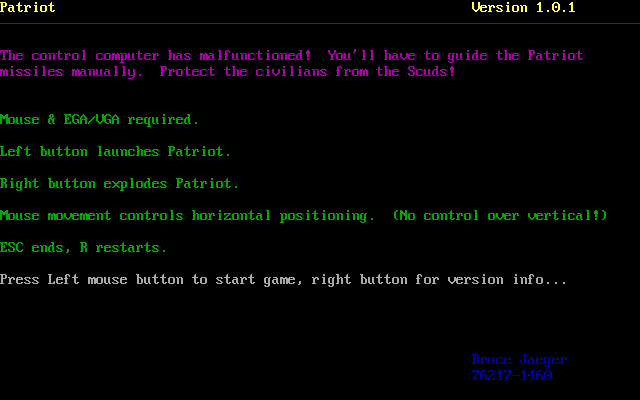 Patriot Version 1.0.1
The control computer has malfunctioned!  You'll have to guide the Patriot
missiles manually.  Protect the civilians from the Scuds!
Mouse & EGA/VGA required.
Left button launches Patriot.
Right button explodes Patriot.
Mouse movement controls horizontal positioning.  (No control over vertical!)
ESC ends, R restarts.
Press Left mouse button to start game, right button for version info...
Bruce Jaeger
76217-1460